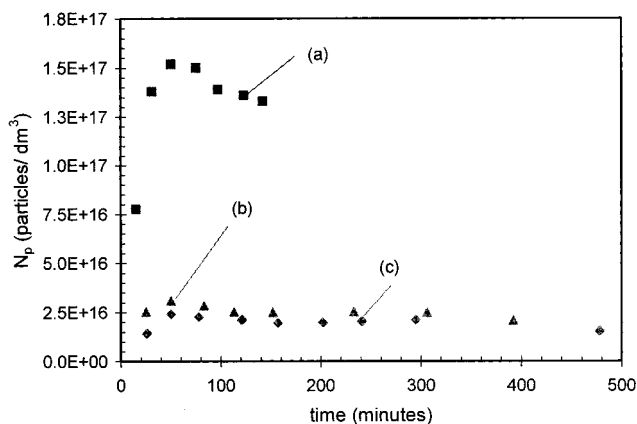 1.8E+17
1.5E+17
1.3E+17
1.0E+17
7.5E+16
5.0E+16
2.5E+16
0.0E+00
N_p (particles/ dm³)
(a)
(b)
(c)
0 100 200 300 400 500
time (minutes)